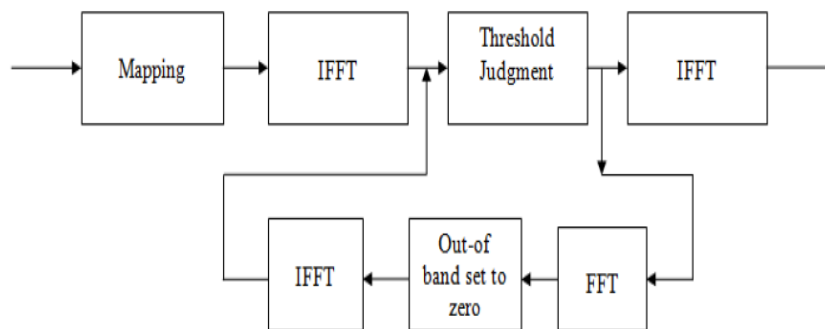 Mapping
IFFT
Threshold
Judgment
IFFT
IFFT
Out-of
band set to
zero
FFT